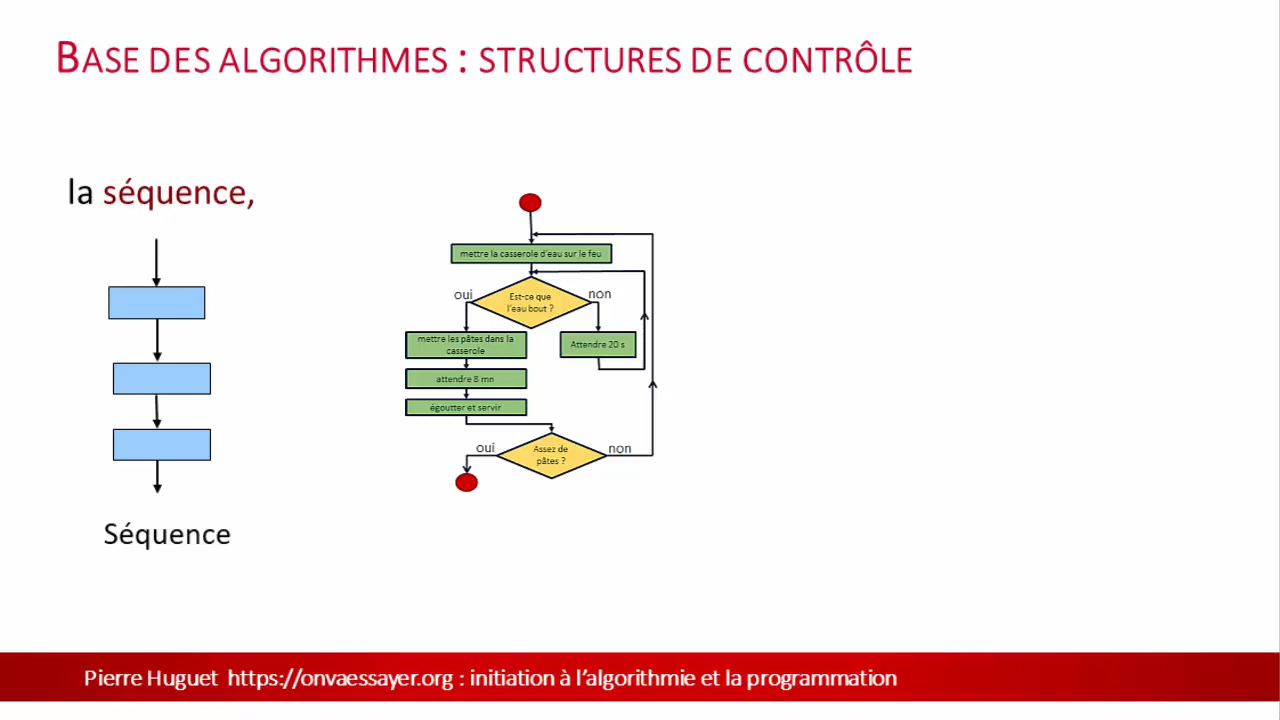 BASE DES ALGORITHMES : STRUCTURES DE CONTRÔLE
la séquence,
Séquence
mettre la casserole d'eau sur le feu
oui
Est-ce que
l'eau bout ?
non
mettre les pâtes dans la
casserole
Attendre 20 s
attendre 8 mn
égoutter et servir
oui
Assez de
pâtes ?
non
Pierre Huguet https://onvaessayer.org : initiation à l'algorithmie et la programmation